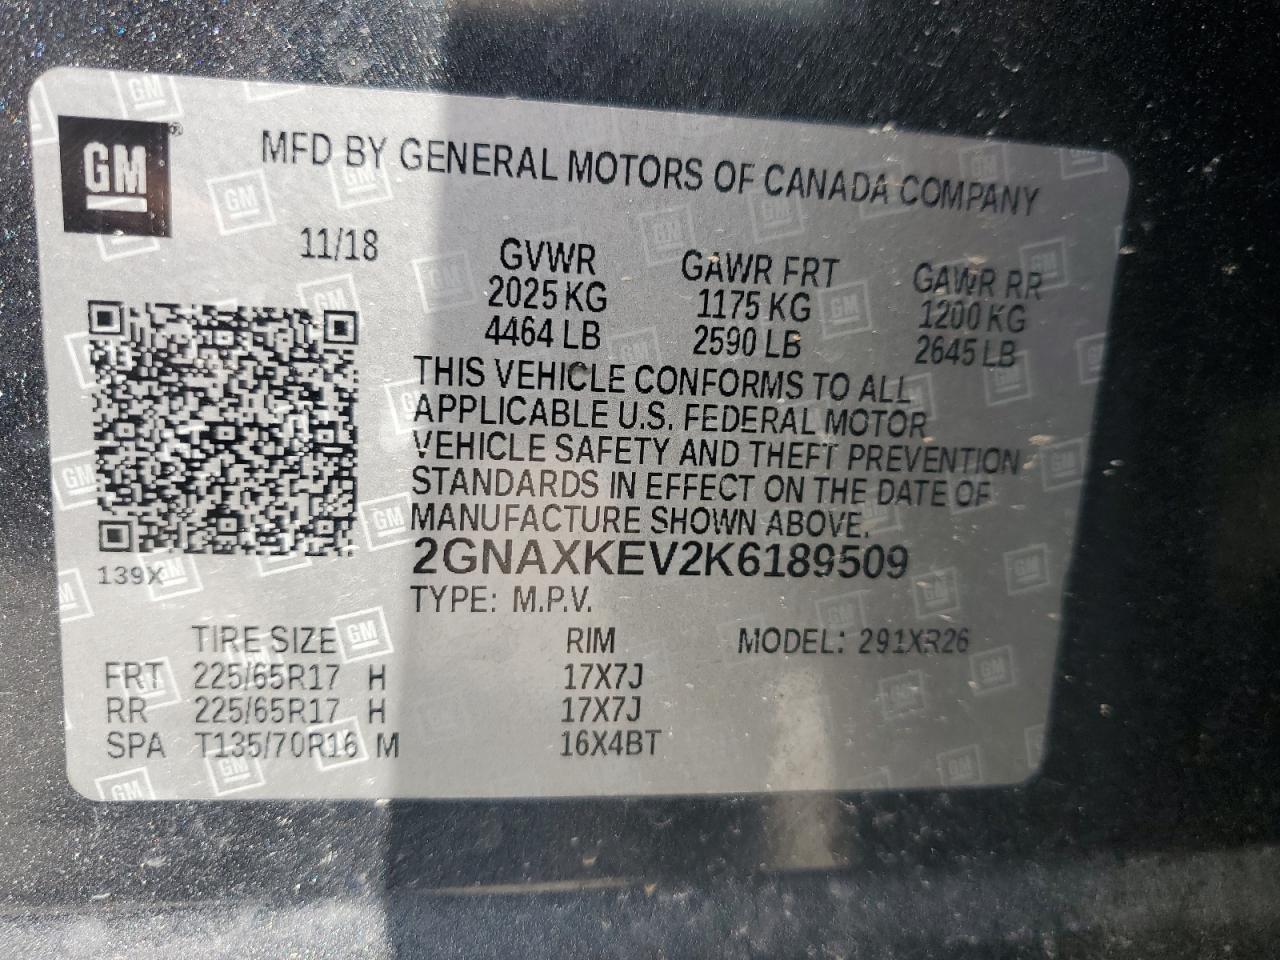 GM ®
MFD BY GENERAL MOTORS OF CANADA COMPANY
11/18 GVWR GAWR FRT GAWR RR
2025 KG 1175 KG 1200 KG
4464 LB 2590 LB 2645 LB
THIS VEHICLE CONFORMS TO ALL
APPLICABLE U.S. FEDERAL MOTOR
VEHICLE SAFETY AND THEFT PREVENTION
STANDARDS IN EFFECT ON THE DATE OF
MANUFACTURE SHOWN ABOVE.
2GNAXKEV2K6189509
139X
TYPE: M.P.V.
TIRE SIZE RIM MODEL: 291XR26
FRT 225/65R17 H 17X7J
RR 225/65R17 H 17X7J
SPA T135/70R16 M 16X4BT